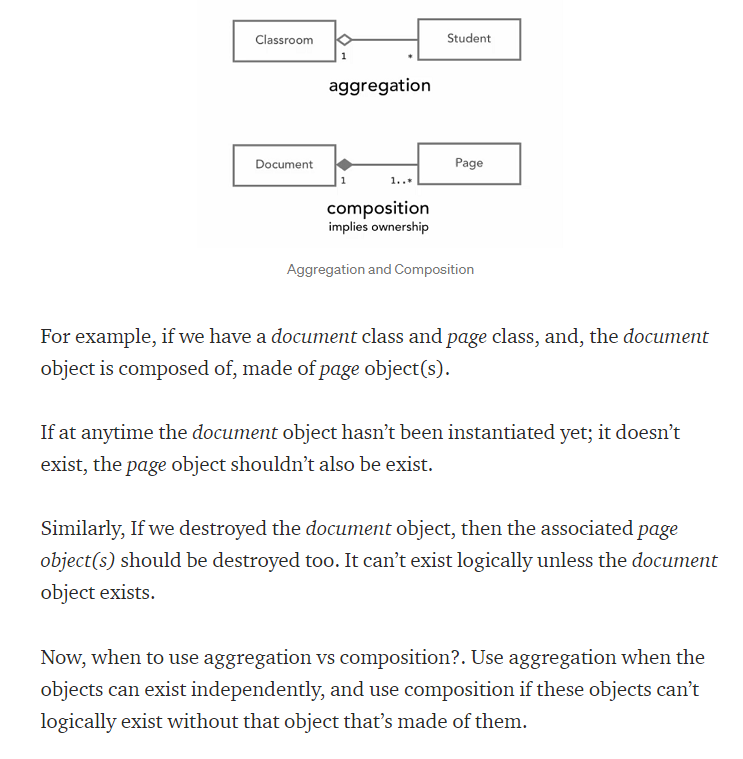 Classroom
Student
1
*
aggregation
Document
Page
1
1..*
composition
implies ownership
Aggregation and Composition
For example, if we have a document class and page class, and, the document
object is composed of, made of page object(s).
If at anytime the document object hasn’t been instantiated yet; it doesn’t
exist, the page object shouldn’t also be exist.
Similarly, If we destroyed the document object, then the associated page
object(s) should be destroyed too. It can’t exist logically unless the document
object exists.
Now, when to use aggregation vs composition?. Use aggregation when the
objects can exist independently, and use composition if these objects can’t
logically exist without that object that’s made of them.